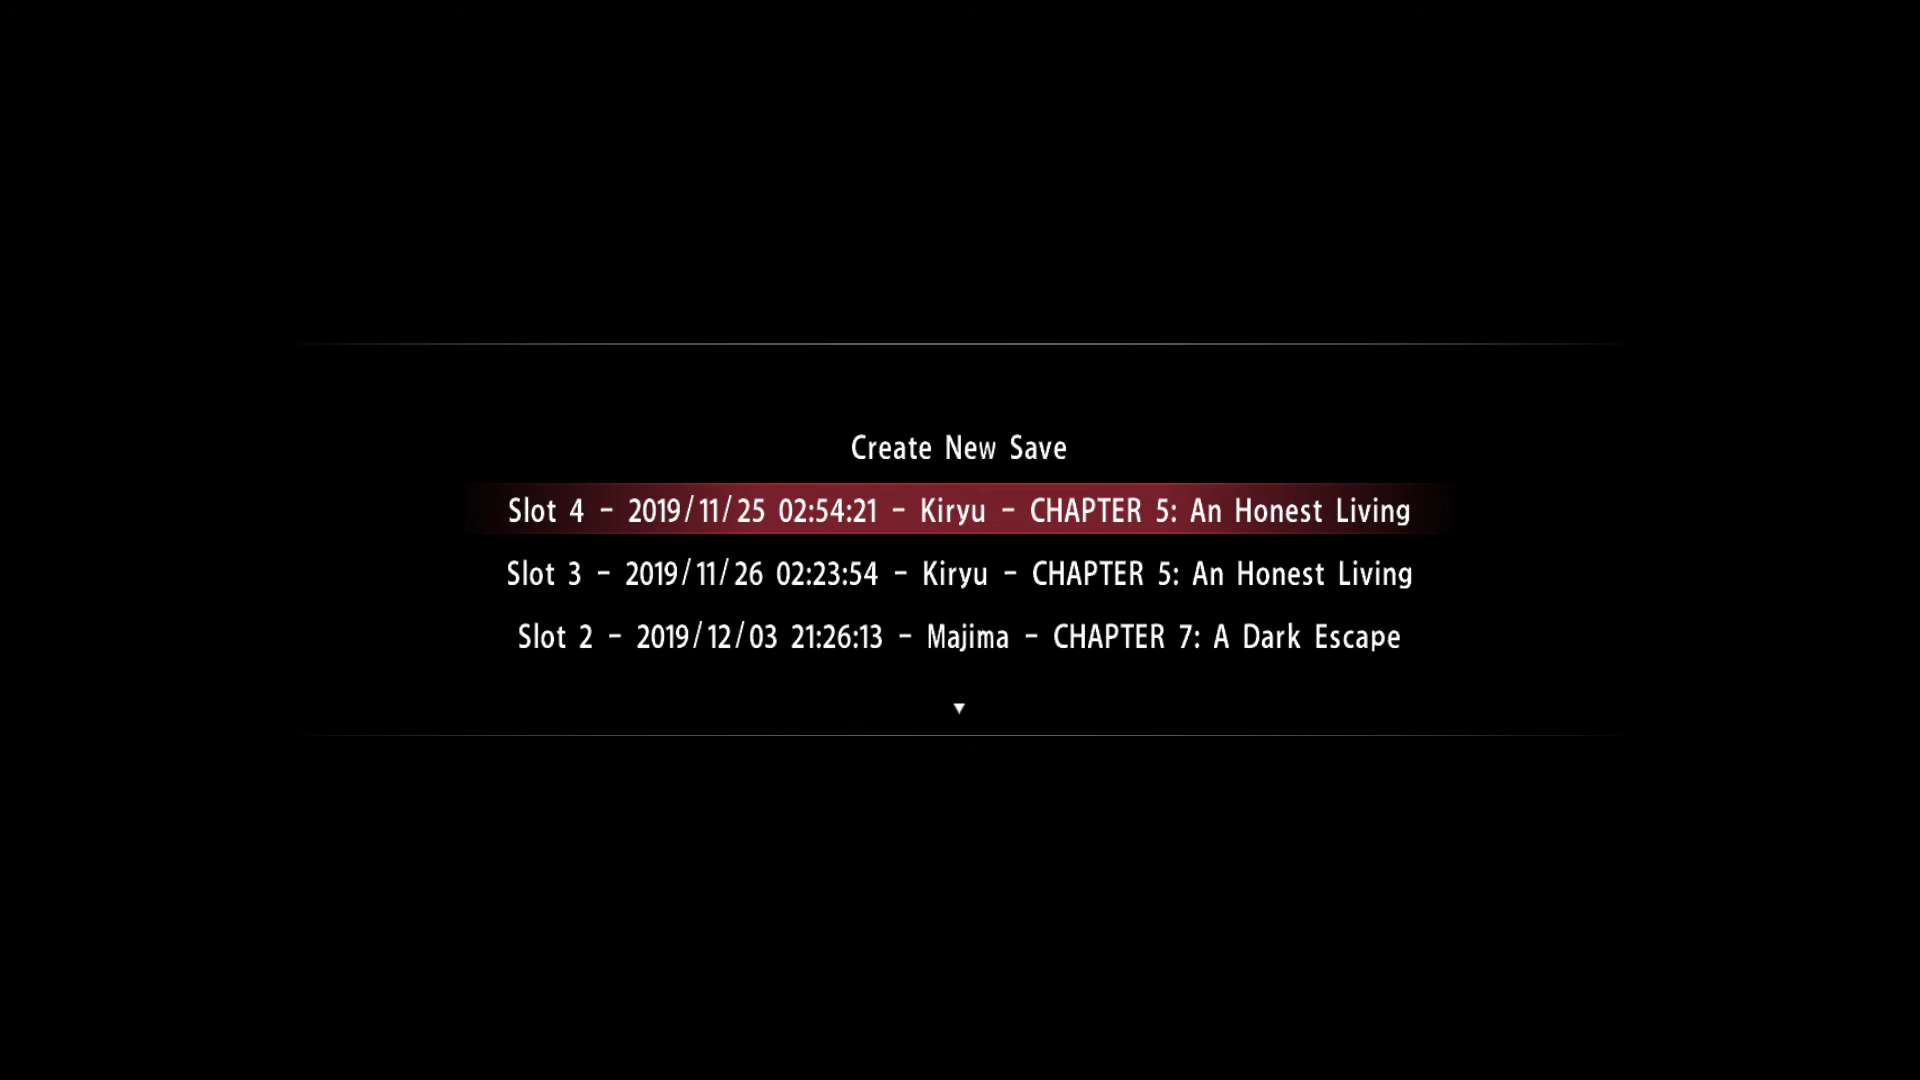 Create New Save
Slot 4 - 2019/11/25 02:54:21 - Kiryu - CHAPTER 5: An Honest Living
Slot 3 - 2019/11/26 02:23:54 - Kiryu - CHAPTER 5: An Honest Living
Slot 2 - 2019/12/03 21:26:13 - Majima - CHAPTER 7: A Dark Escape